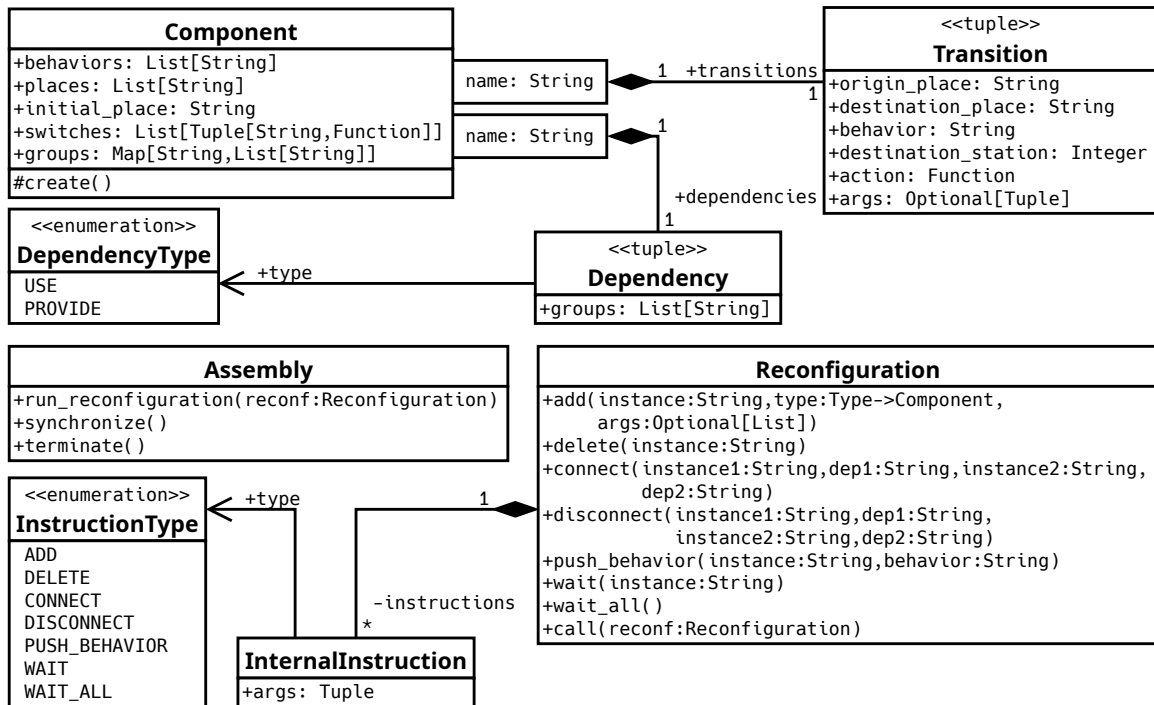 Component
+behaviors: List[String]
+places: List[String]
+initial_place: String
+switches: List[Tuple[String,Function]]
+groups: Map[String,List[String]]
#create()
name: String
1
+transitions
1
name: String
1
+dependencies
1
<<tuple>>
Transition
+origin_place: String
+destination_place: String
+behavior: String
+destination_station: Integer
+action: Function
+args: Optional[Tuple]
<<enumeration>>
DependencyType
USE
PROVIDE
+type
<<tuple>>
Dependency
+groups: List[String]
Assembly
+run_reconfiguration(reconf:Reconfiguration)
+synchronize()
+terminate()
Reconfiguration
+add(instance:String,type:Type->Component,
args:Optional[List])
+delete(instance:String)
+connect(instance1:String,dep1:String,instance2:String,
dep2:String)
+disconnect(instance1:String,dep1:String,
instance2:String,dep2:String)
+push_behavior(instance:String,behavior:String)
+wait(instance:String)
+wait_all()
+call(reconf:Reconfiguration)
<<enumeration>>
InstructionType
ADD
DELETE
CONNECT
DISCONNECT
PUSH_BEHAVIOR
WAIT
WAIT_ALL
+type
1
-instructions
*
InternalInstruction
+args: Tuple